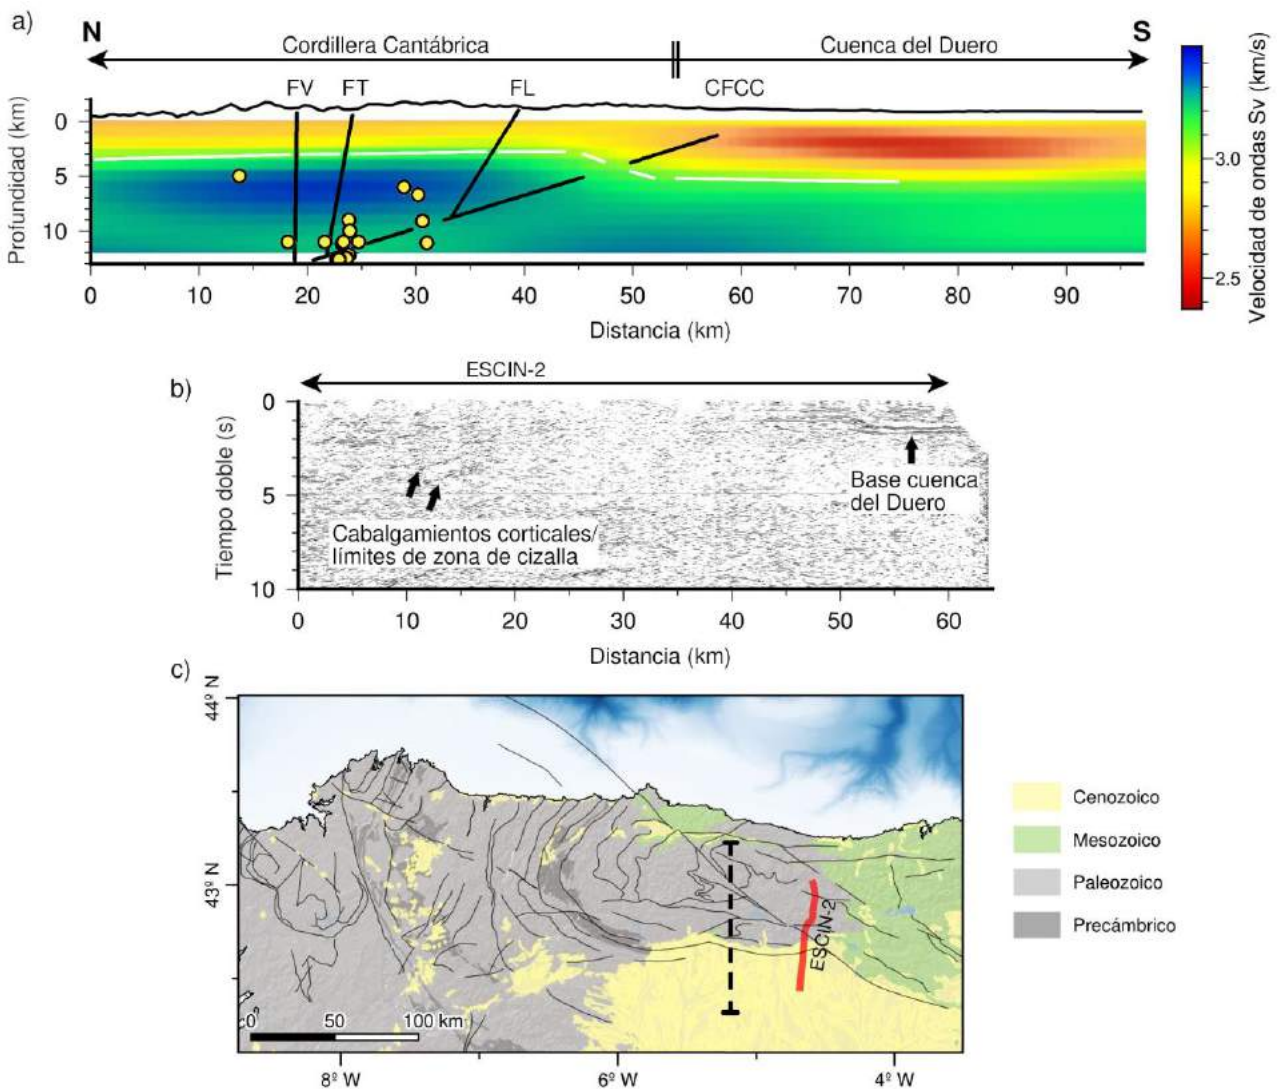 a)
N
S
Cordillera Cantábrica
Cuenca del Duero
FV
FT
FL
CFCC
Profundidad (km)
0
5
10
0
10
20
30
40
50
60
70
80
90
Distancia (km)
3.0
2.5
Velocidad de ondas Sv (km/s)
b)
ESCIN-2
Tiempo doble (s)
0
5
10
Cabalgamientos corticales/
límites de zona de cizalla
Base cuenca
del Duero
0
10
20
30
40
50
60
Distancia (km)
c)
44º N
43º N
ESCIN-2
0
50
100 km
8º W
6º W
4º W
Cenozoico
Mesozoico
Paleozoico
Precámbrico